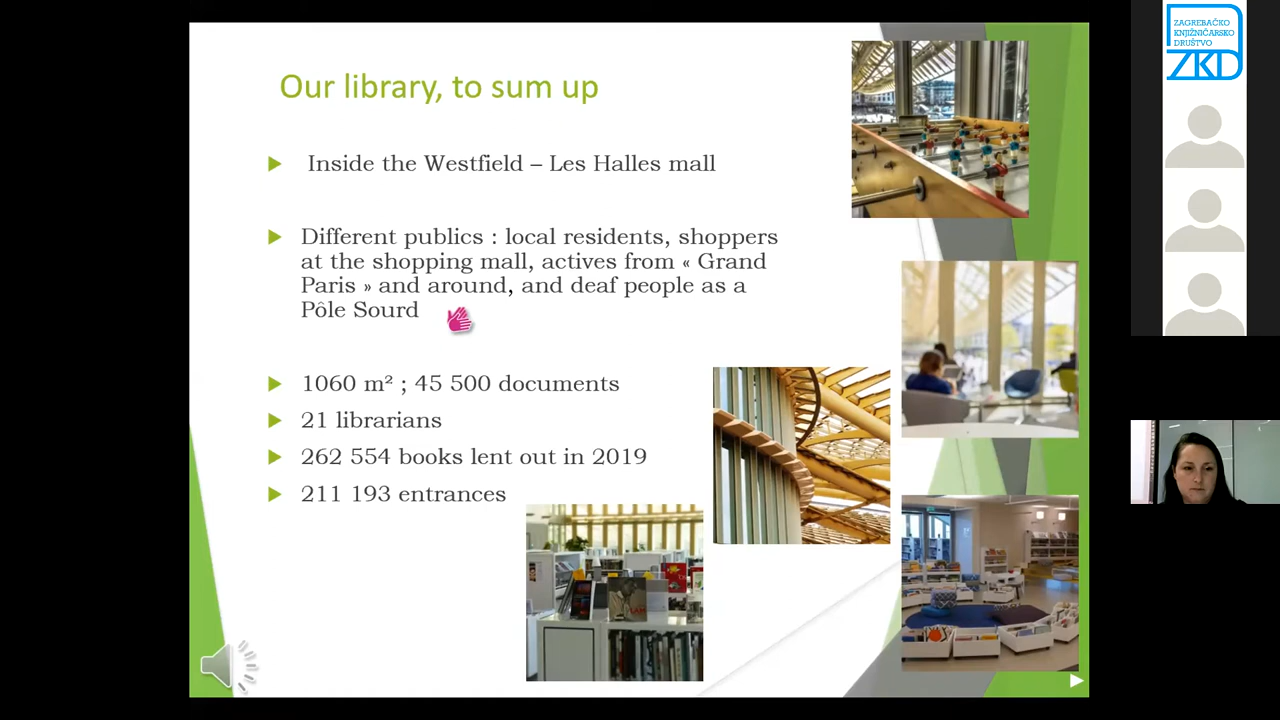 Our library, to sum up
Inside the Westfield – Les Halles mall
Different publics : local residents, shoppers
at the shopping mall, actives from « Grand
Paris » and around, and deaf people as a
Pôle Sourd
1060 m² ; 45 500 documents
21 librarians
262 554 books lent out in 2019
211 193 entrances
ZAGREBAČKO
KNJIŽNIČARSKO
DRUŠTVO
ZKD